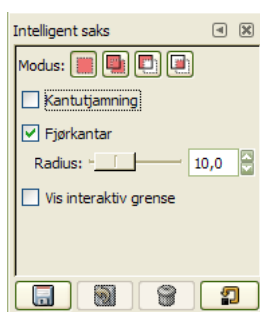 Intelligent saks
Modus:
Kantutjamning
Fjørkantar
Radius: 10,0
Vis interaktiv grense